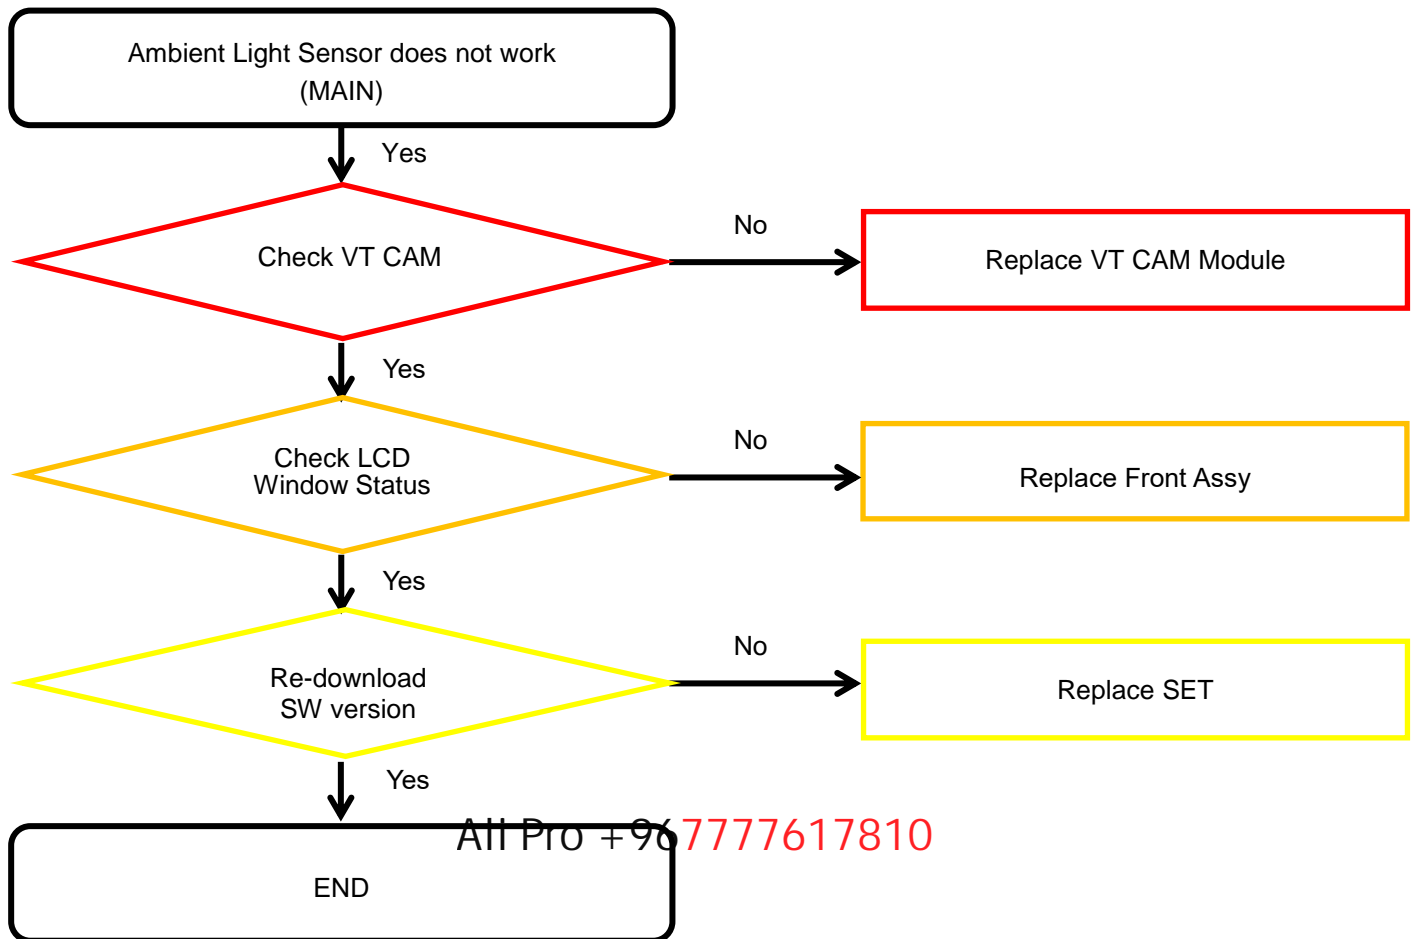 Ambient Light Sensor does not work
(MAIN)
Yes
Check VT CAM
No
Replace VT CAM Module
Yes
Check LCD
Window Status
No
Replace Front Assy
Yes
Re-download
SW version
No
Replace SET
Yes
All Pro +967777617810
END